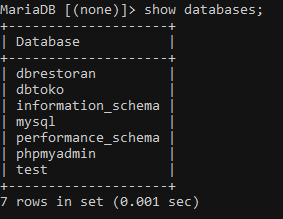 MariaDB [(none)]> show databases;
+--------------------+
| Database           |
+--------------------+
| dbrestoran         |
| dbtoko             |
| information_schema |
| mysql              |
| performance_schema |
| phpmyadmin         |
| test               |
+--------------------+
7 rows in set (0.001 sec)